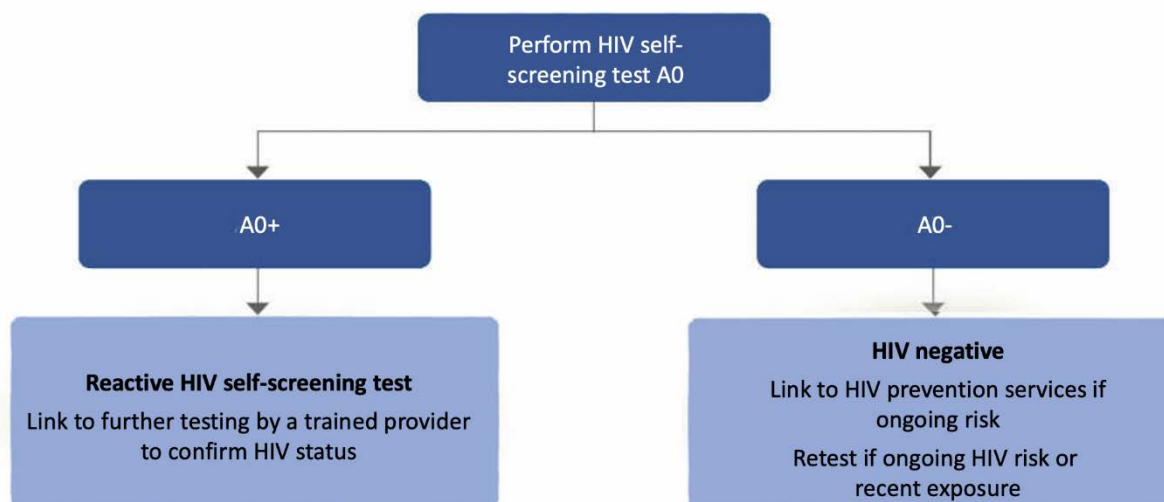 Perform HIV self-
screening test A0
A0+
A0-
Reactive HIV self-screening test
Link to further testing by a trained provider
to confirm HIV status
HIV negative
Link to HIV prevention services if
ongoing risk
Retest if ongoing HIV risk or
recent exposure